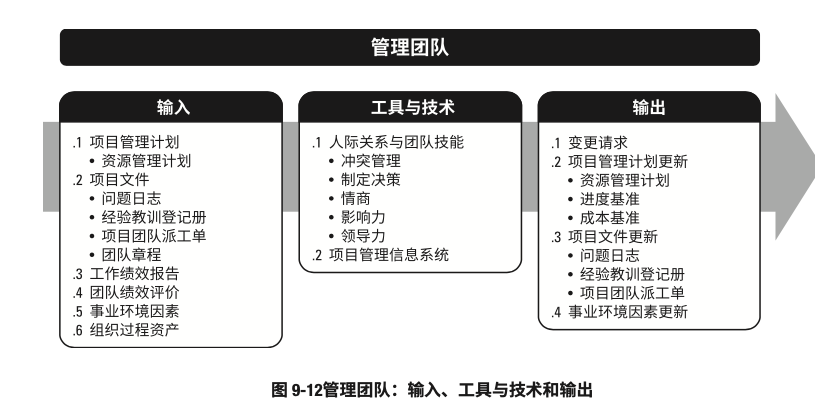 管理团队
输入
.1 项目管理计划
• 资源管理计划
.2 项目文件
• 问题日志
• 经验教训登记册
• 项目团队派工单
• 团队章程
.3 工作绩效报告
.4 团队绩效评价
.5 事业环境因素
.6 组织过程资产
工具与技术
.1 人际关系与团队技能
• 冲突管理
• 制定决策
• 情商
• 影响力
• 领导力
.2 项目管理信息系统
输出
.1 变更请求
.2 项目管理计划更新
• 资源管理计划
• 进度基准
• 成本基准
.3 项目文件更新
• 问题日志
• 经验教训登记册
• 项目团队派工单
.4 事业环境因素更新
图 9-12管理团队：输入、工具与技术和输出